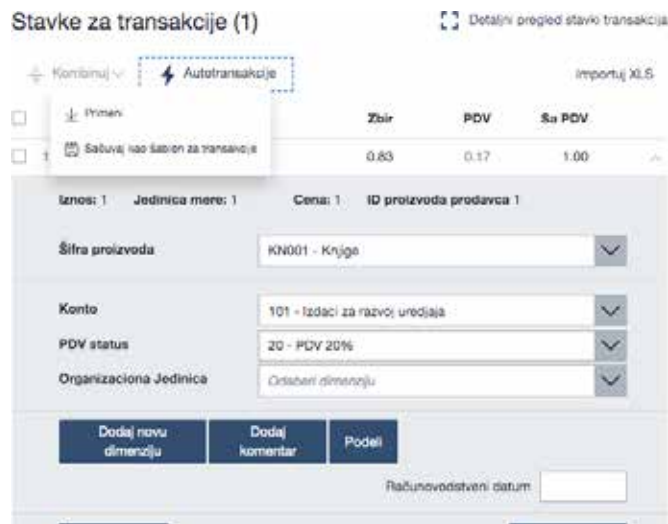 Stavke za transakcije (1)
Detaljni pregled stavki transakcija
Kombinuj
Autotransakcije
Importuj XLS
Primeni
Sačuvaj kao šablon za transakcije
Zbir PDV Sa PDV
1 0.83 0.17 1.00
Iznos: 1 Jedinica mere: 1 Cena: 1 ID proizvoda prodavca 1
Šifra proizvoda KN001 - Knjige
Konto 101 - Izdaci za razvoj uredjaja
PDV status 20 - PDV 20%
Organizaciona Jedinica Odaberi dimenziju
Dodaj novu dimenziju
Dodaj komentar
Podeli
Računovodstveni datum